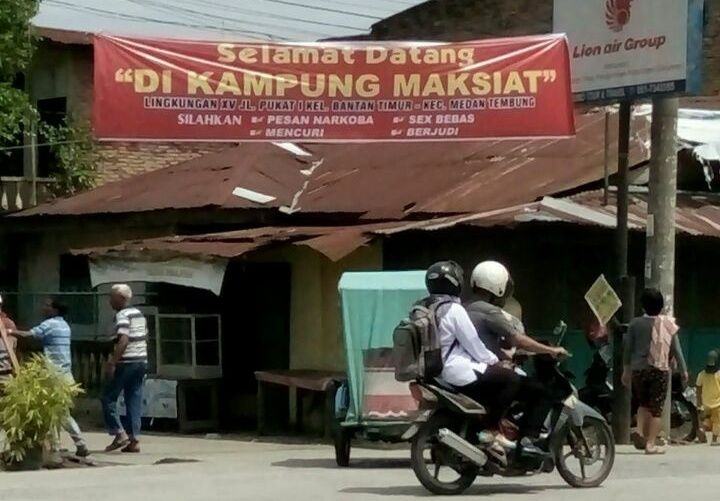 Selamat Datang
“DI KAMPUNG MAKSIAT”
LINGKUNGAN XV JL. PUKAT I KEL. BANTAN TIMUR - KEC. MEDAN TEMBUNG
SILAHKAN PESAN NARKOBA SEX BEBAS
MENCURI BERJUDI
Lion air Group